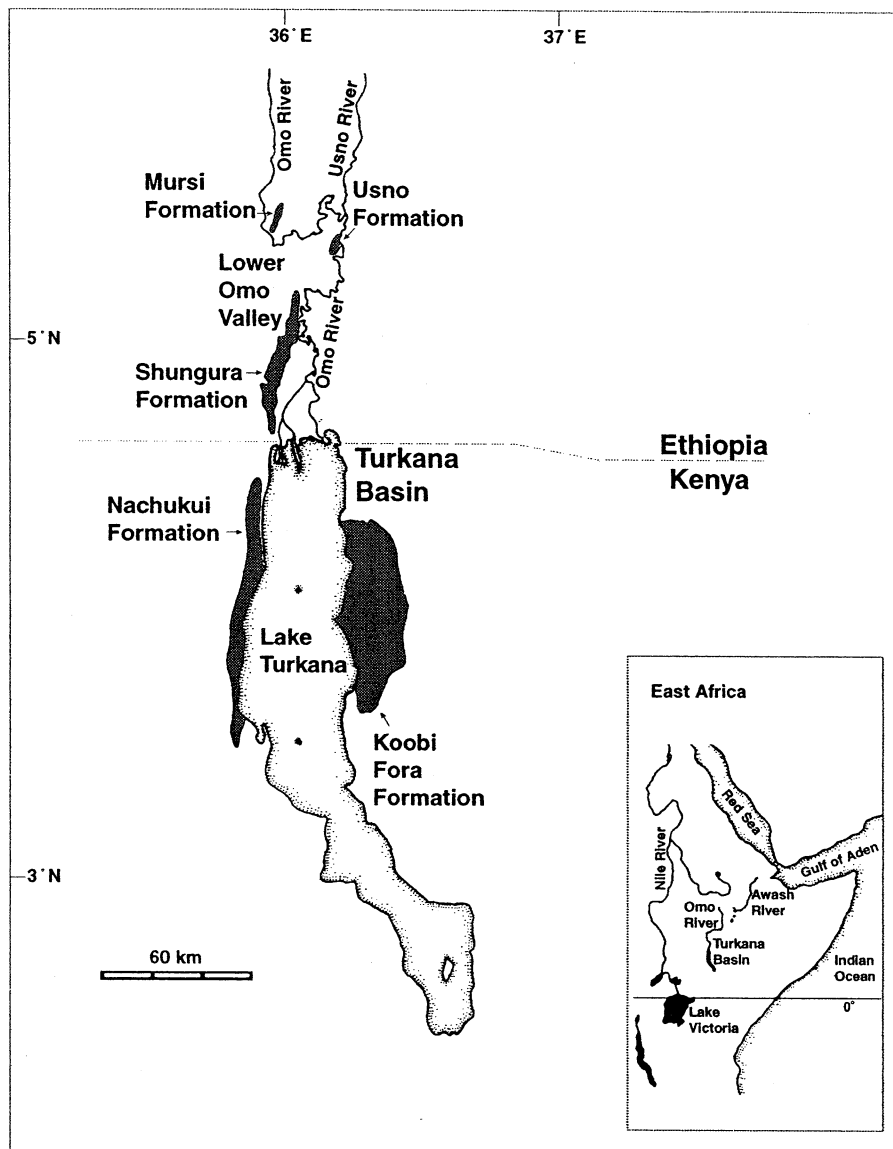 36°E
37°E
Omo River
Usno River
Mursi
Formation
Usno
Formation
Lower
Omo
Valley
5°N
Omo River
Shungura
Formation
Ethiopia
Kenya
Turkana
Basin
Nachukui
Formation
Lake
Turkana
Koobi
Fora
Formation
3°N
60 km
East Africa
Red Sea
Gulf of Aden
Nile River
Awash
River
Omo
River
Turkana
Basin
Indian
Ocean
0°
Lake
Victoria